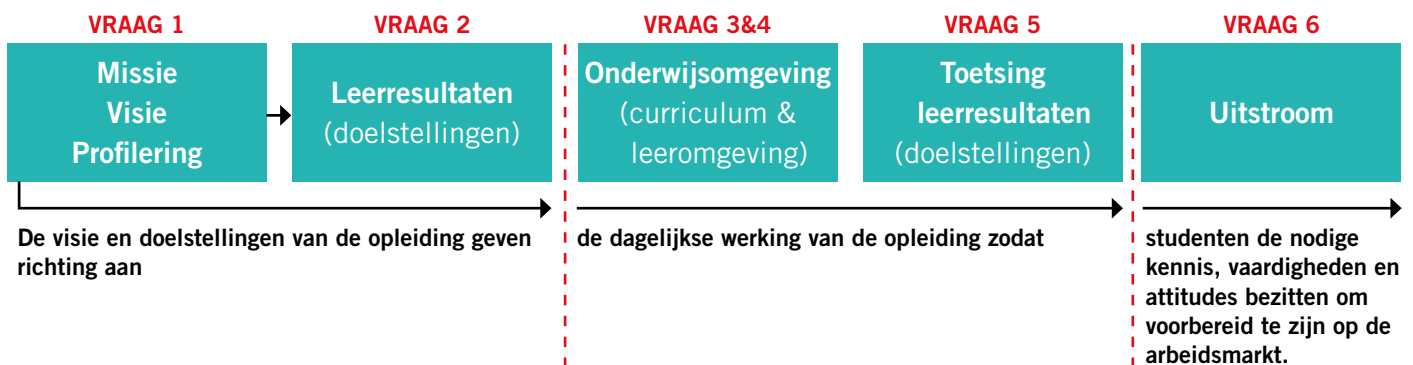 VRAAG 1
Missie
Visie
Profilering
VRAAG 2
Leerresultaten
(doelstellingen)
VRAAG 3&4
Onderwijsomgeving
(curriculum &
leeromgeving)
VRAAG 5
Toetsing
leerresultaten
(doelstellingen)
VRAAG 6
Uitstroom
De visie en doelstellingen van de opleiding geven
richting aan
de dagelijkse werking van de opleiding zodat
studenten de nodige
kennis, vaardigheden en
attitudes bezitten om
voorbereid te zijn op de
arbeidsmarkt.